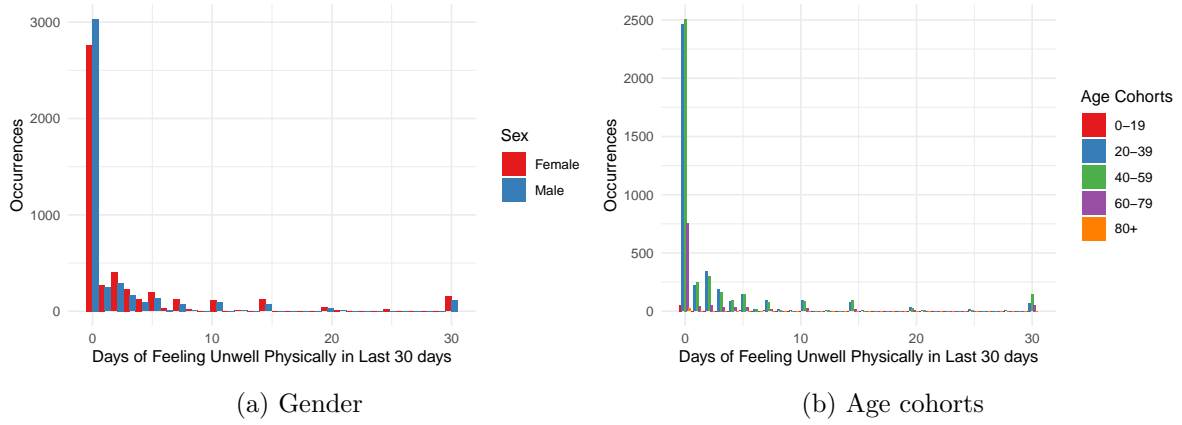 3000
2000
1000
0
Occurrences
0
10
20
30
Days of Feeling Unwell Physically in Last 30 days
Sex
Female
Male
(a) Gender
2500
2000
1500
1000
500
0
Occurrences
0
10
20
30
Days of Feeling Unwell Physically in Last 30 days
Age Cohorts
0−19
20−39
40−59
60−79
80+
(b) Age cohorts